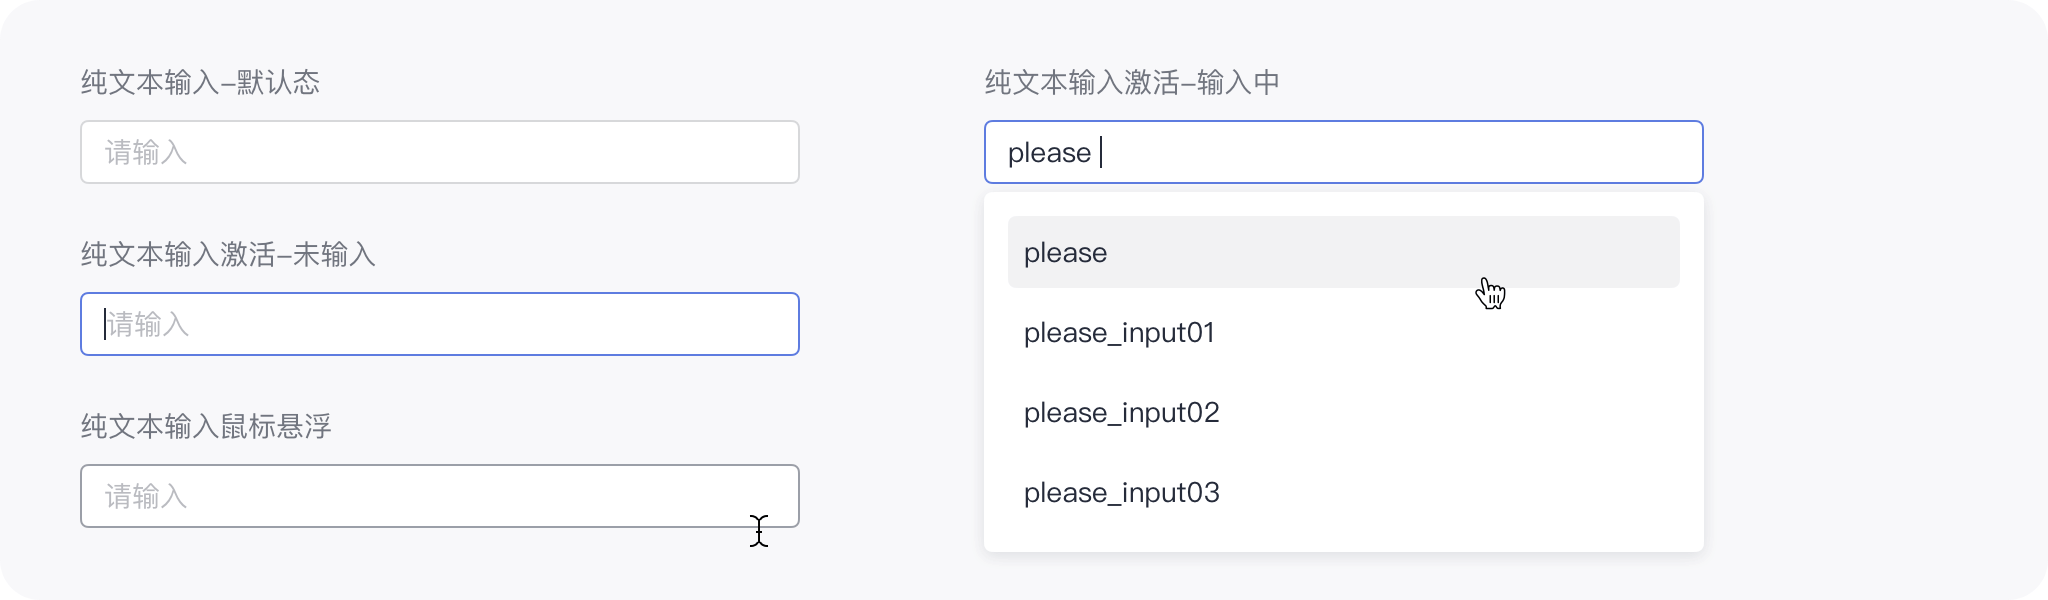 纯文本输入-默认态
请输入
纯文本输入激活-未输入
请输入
纯文本输入鼠标悬浮
请输入
纯文本输入激活-输入中
please
please
please_input01
please_input02
please_input03